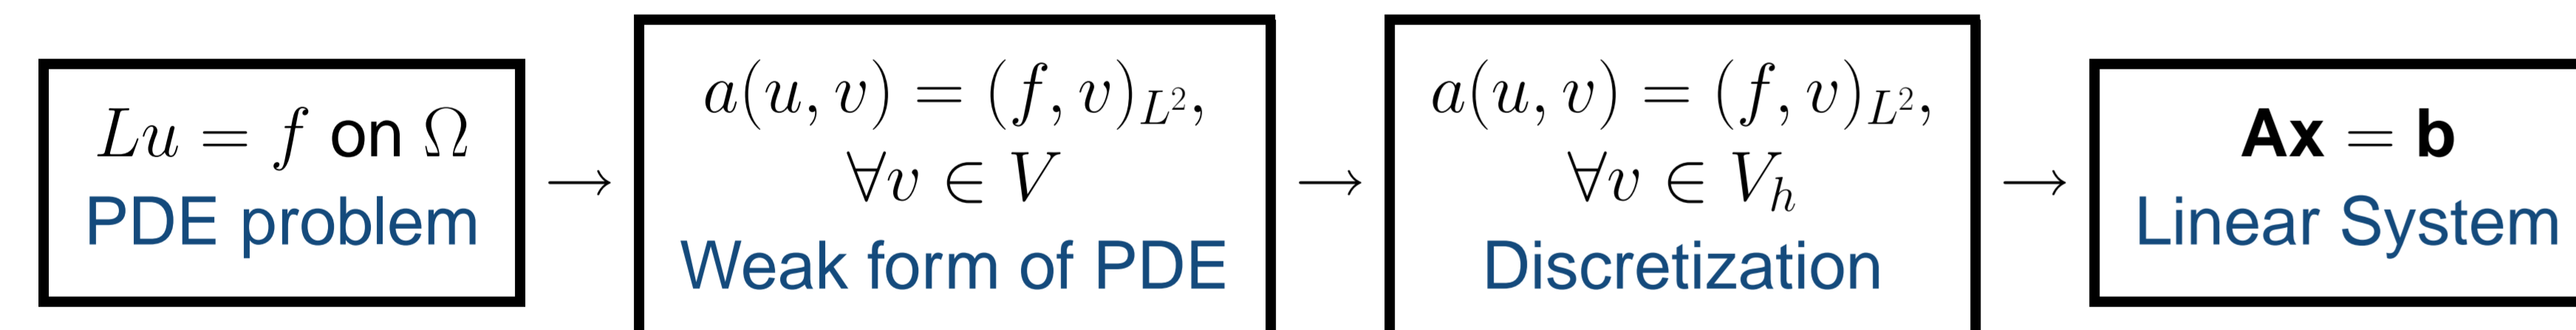 Lu = f on Ω
PDE problem
→
a(u, v) = (f, v)_{L²},
∀v ∈ V
Weak form of PDE
→
a(u, v) = (f, v)_{L²},
∀v ∈ V_h
Discretization
→
Ax = b
Linear System